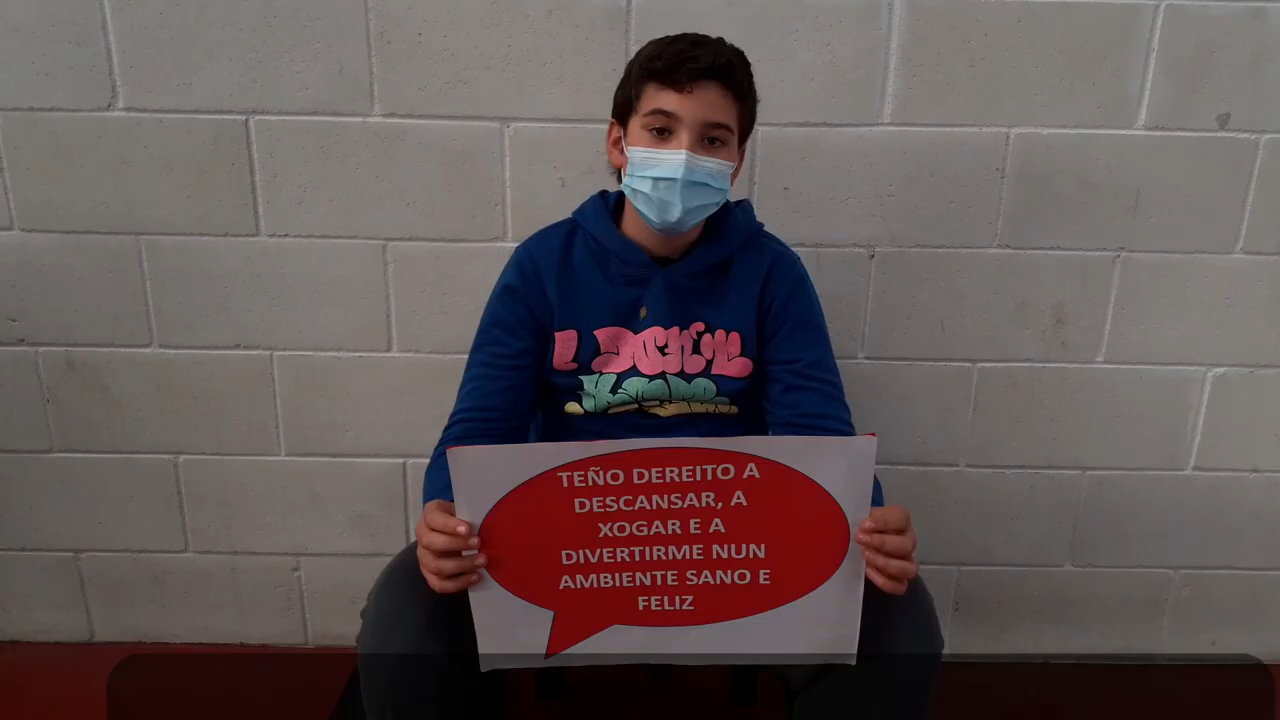 TEÑO DEREITO A
DESCANSAR, A
XOGAR E A
DIVERTIRME NUN
AMBIENTE SANO E
FELIZ